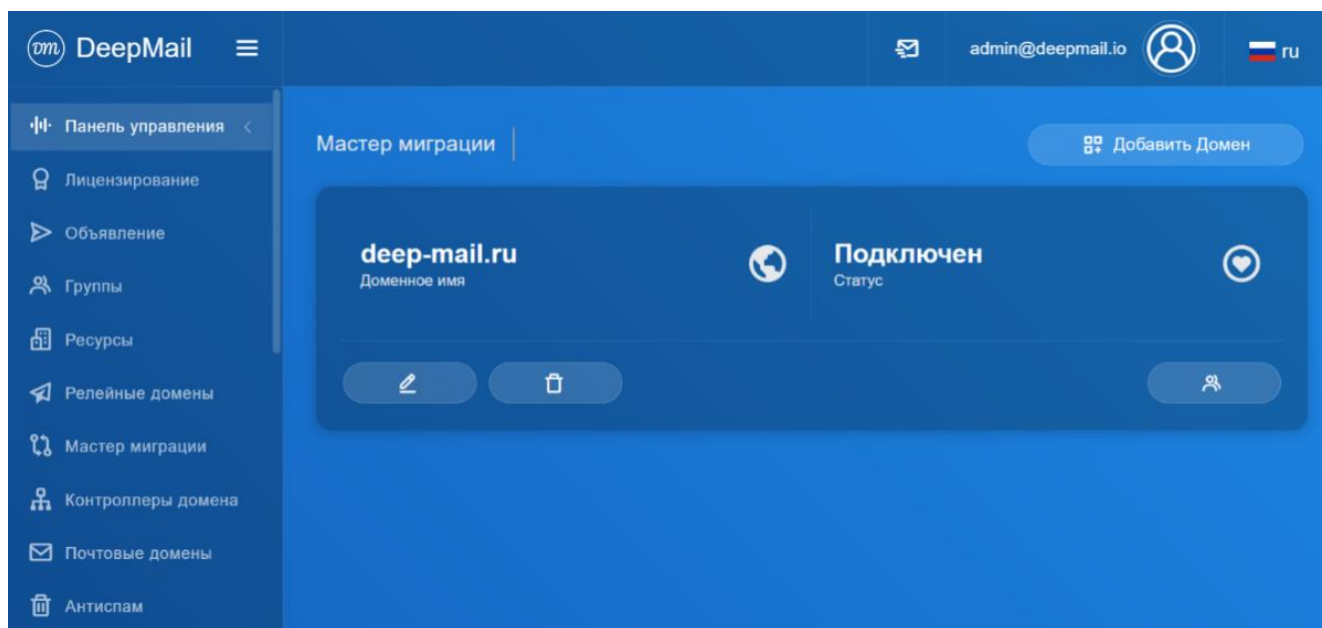 DM DeepMail
admin@deepmail.io
ru
Панель управления
Лицензирование
Объявление
Группы
Ресурсы
Релейные домены
Мастер миграции
Контроллеры домена
Почтовые домены
Антиспам
Мастер миграции
Добавить Домен
deep-mail.ru
Доменное имя
Подключен
Статус